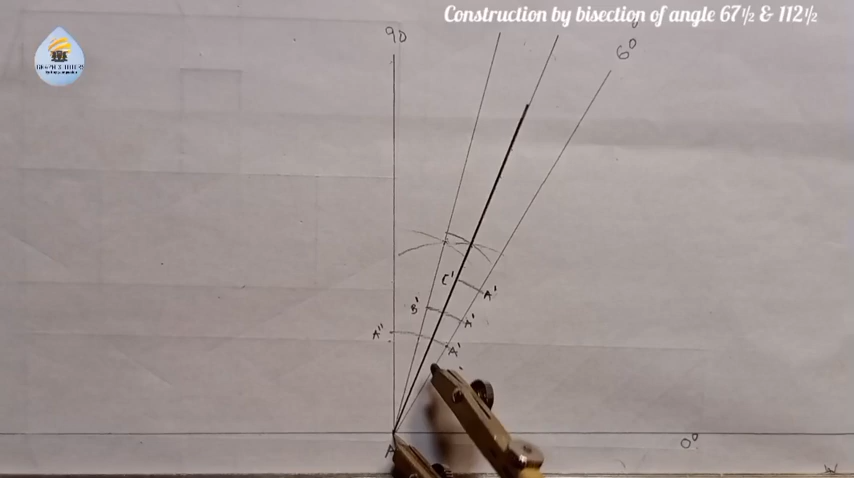 Construction by bisection of angle 67½ & 112½
90
60
C'
A'
B'
A'
A"
A'
A
0°